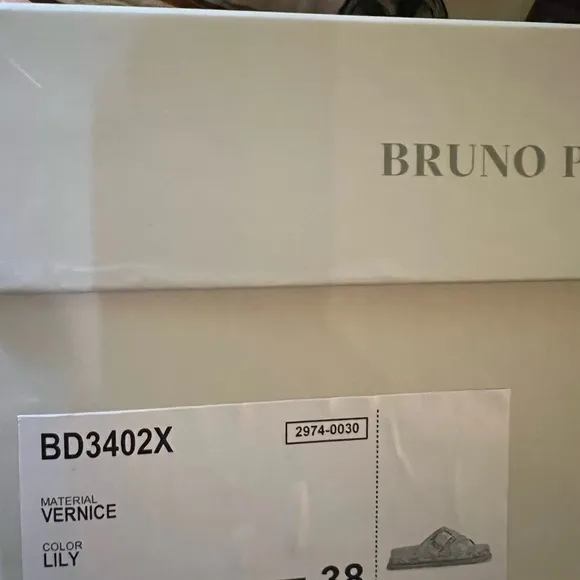 BRUNO P
BD3402X
2974-0030
MATERIAL
VERNICE
COLOR
LILY
38